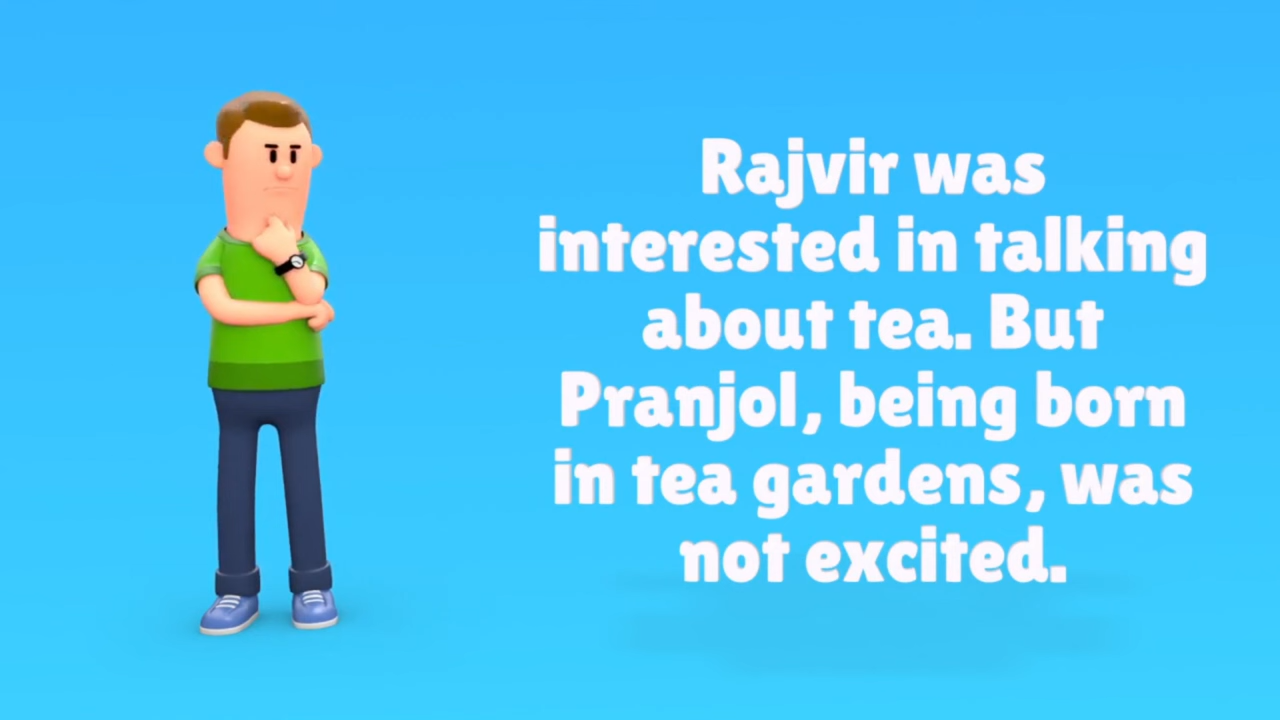 Rajvir was
interested in talking
about tea. But
Pranjol, being born
in tea gardens, was
not excited.